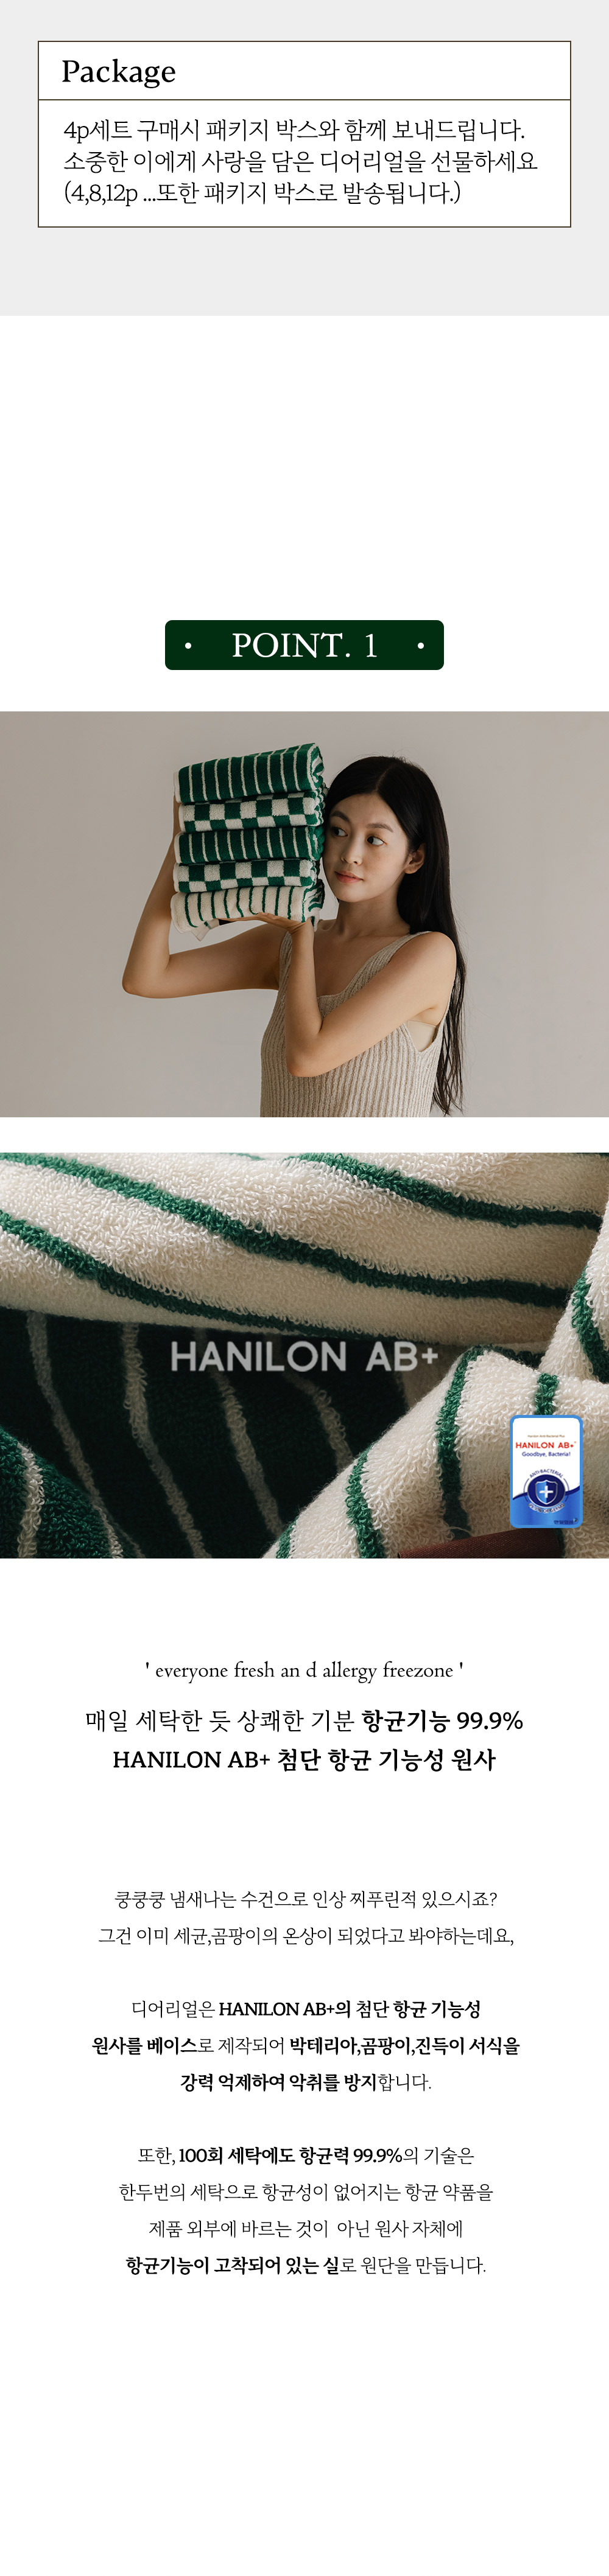 Package
4p세트 구매시 패키지 박스와 함께 보내드립니다.
소중한 이에게 사랑을 담은 디어리얼을 선물하세요
(4,8,12p ...또한 패키지 박스로 발송됩니다.)
• POINT. 1 •
HANILON AB+
HANILON AB+
Goodbye, Bacteria!
ANTI-BACTERIAL
' everyone fresh an d allergy freezone '
매일 세탁한 듯 상쾌한 기분 항균기능 99.9%
HANILON AB+ 첨단 항균 기능성 원사
쿵쿵쿵 냄새나는 수건으로 인상 찌푸린적 있으시죠?
그건 이미 세균,곰팡이의 온상이 되었다고 봐야하는데요,
디어리얼은 HANILON AB+의 첨단 항균 기능성
원사를 베이스로 제작되어 박테리아,곰팡이,진득이 서식을
강력 억제하여 악취를 방지합니다.
또한, 100회 세탁에도 항균력 99.9%의 기술은
한두번의 세탁으로 항균성이 없어지는 항균 약품을
제품 외부에 바르는 것이 아닌 원사 자체에
항균기능이 고착되어 있는 실로 원단을 만듭니다.